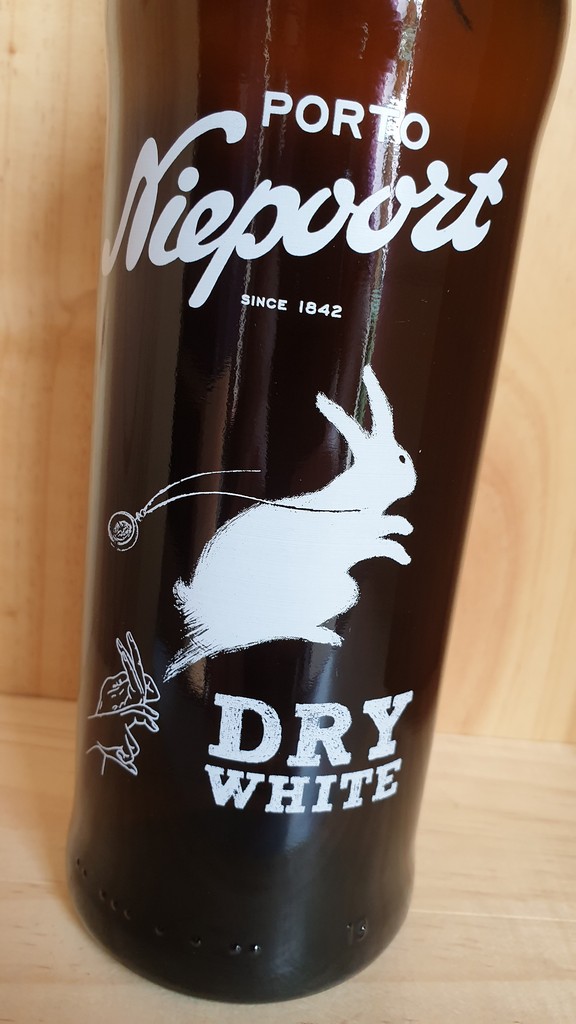 PORTO
Niepoort
SINCE 1842
DRY
WHITE